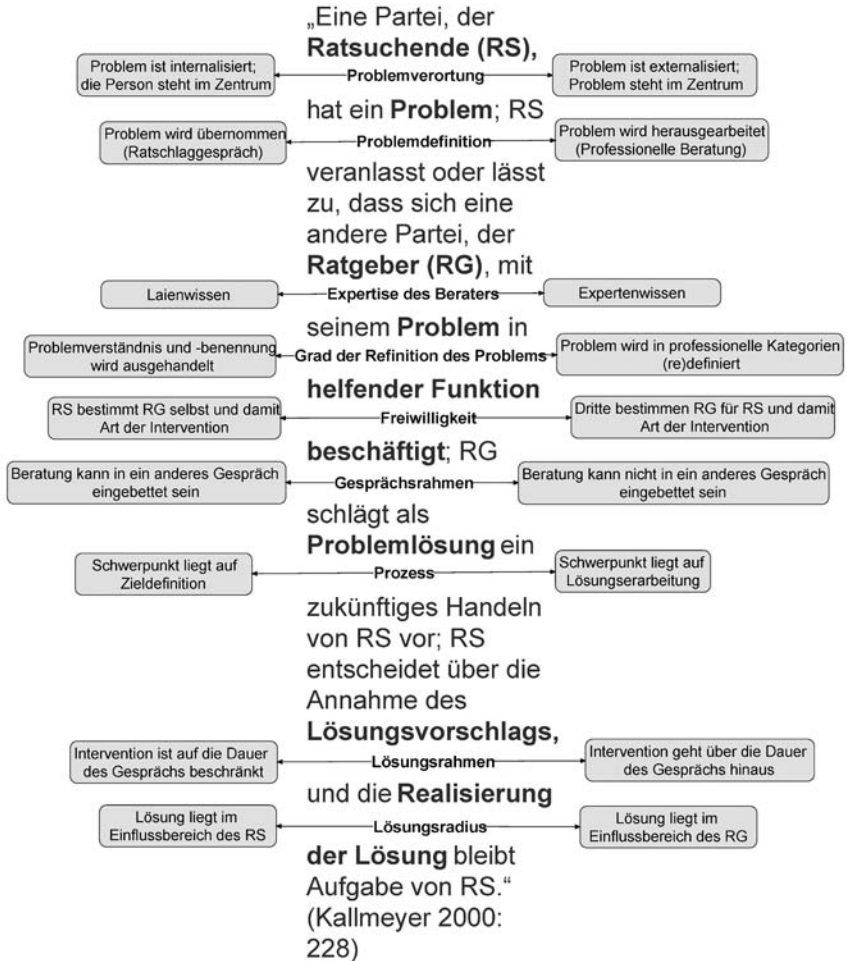 „Eine Partei, der
Ratsuchende (RS),
Problem ist internalisiert;
die Person steht im Zentrum
Problemverortung
Problem ist externalisiert;
Problem steht im Zentrum
hat ein Problem; RS
Problem wird übernommen
(Ratschlaggespräch)
Problemdefinition
Problem wird herausgearbeitet
(Professionelle Beratung)
veranlasst oder lässt
zu, dass sich eine
andere Partei, der
Ratgeber (RG), mit
Laienwissen
Expertise des Beraters
Expertenwissen
seinem Problem in
Problemverständnis und -benennung
wird ausgehandelt
Grad der Refinition des Problems
Problem wird in professionelle Kategorien
(re)definiert
helfender Funktion
RS bestimmt RG selbst und damit
Art der Intervention
Freiwilligkeit
Dritte bestimmen RG für RS und damit
Art der Intervention
beschäftigt; RG
Beratung kann in ein anderes Gespräch
eingebettet sein
Gesprächsrahmen
Beratung kann nicht in ein anderes Gespräch
eingebettet sein
schlägt als
Problemlösung ein
Schwerpunkt liegt auf
Zieldefinition
Prozess
Schwerpunkt liegt auf
Lösungserarbeitung
zukünftiges Handeln
von RS vor; RS
entscheidet über die
Annahme des
Lösungsvorschlags,
Intervention ist auf die Dauer
des Gesprächs beschränkt
Lösungsrahmen
Intervention geht über die Dauer
des Gesprächs hinaus
und die Realisierung
Lösung liegt im
Einflussbereich des RS
Lösungsradius
Lösung liegt im
Einflussbereich des RG
der Lösung bleibt
Aufgabe von RS.“
(Kallmeyer 2000:
228)